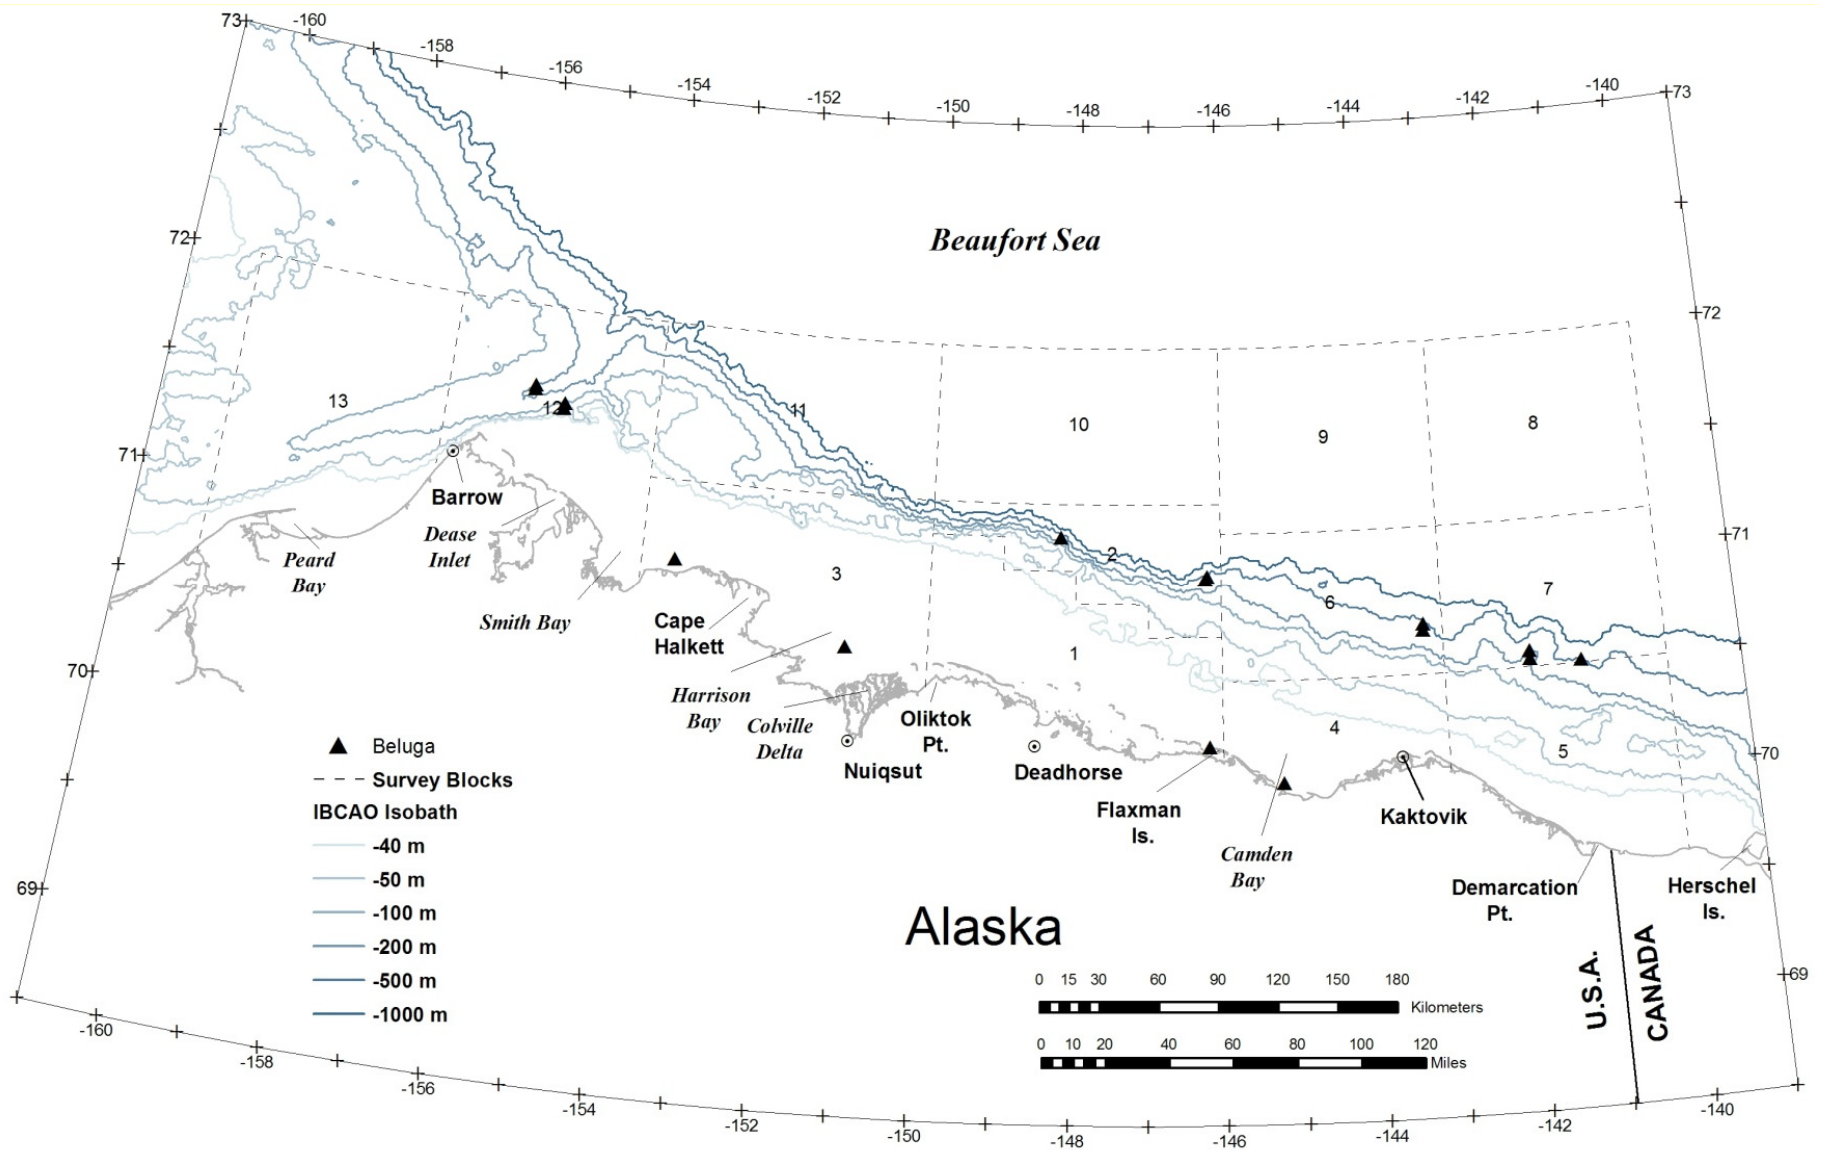 73
-160
-158
-156
-154
-152
-150
-148
-146
-144
-142
-140
73
72
Beaufort Sea
72
13
12
11
10
9
8
71
Barrow
Dease
Inlet
Peard
Bay
Smith Bay
3
2
71
7
6
Cape
Halkett
1
70
Harrison
Bay
Colville
Delta
Oliktok
Pt.
4
5
70
Nuiqsut
Deadhorse
Flaxman
Is.
Kaktovik
Camden
Bay
Demarcation
Pt.
Herschel
Is.
Beluga
Survey Blocks
IBCAO Isobath
-40 m
-50 m
-100 m
-200 m
-500 m
-1000 m
69
Alaska
U.S.A.
CANADA
69
0 15 30 60 90 120 150 180
Kilometers
0 10 20 40 60 80 100 120
Miles
-160
-158
-156
-154
-152
-150
-148
-146
-144
-142
-140